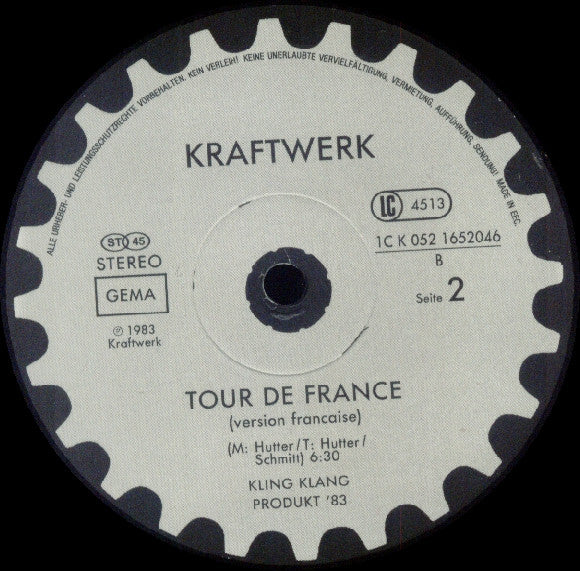 ALLE URHEBER- UND LEISTUNGSSCHUTZRECHTE VORBEHALTEN. KEIN VERLEIH! KEINE UNERLAUBTE VERVIELFÄLTIGUNG, VERMIETUNG, AUFFÜHRUNG, SENDUNG! MADE IN EEC.
KRAFTWERK
LC 4513
1C K 052 1652046
B
Seite 2
ST 45
STEREO
GEMA
℗ 1983
Kraftwerk
TOUR DE FRANCE
(version francaise)
(M: Hutter/T: Hutter/
Schmitt) 6:30
KLING KLANG
PRODUKT '83